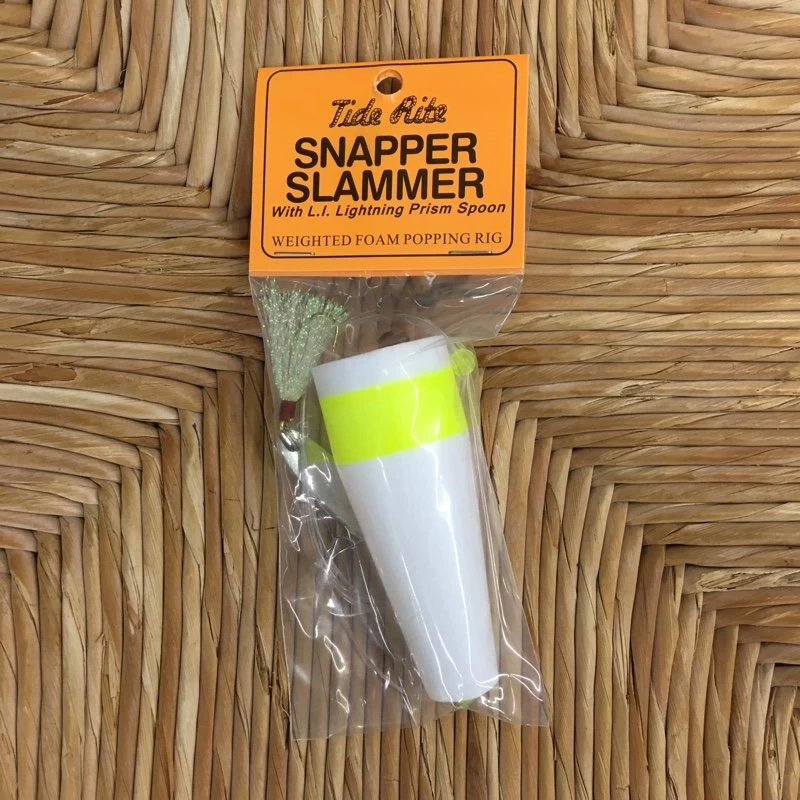 Tide Rite
SNAPPER
SLAMMER
With L.I. Lightning Prism Spoon
WEIGHTED FOAM POPPING RIG